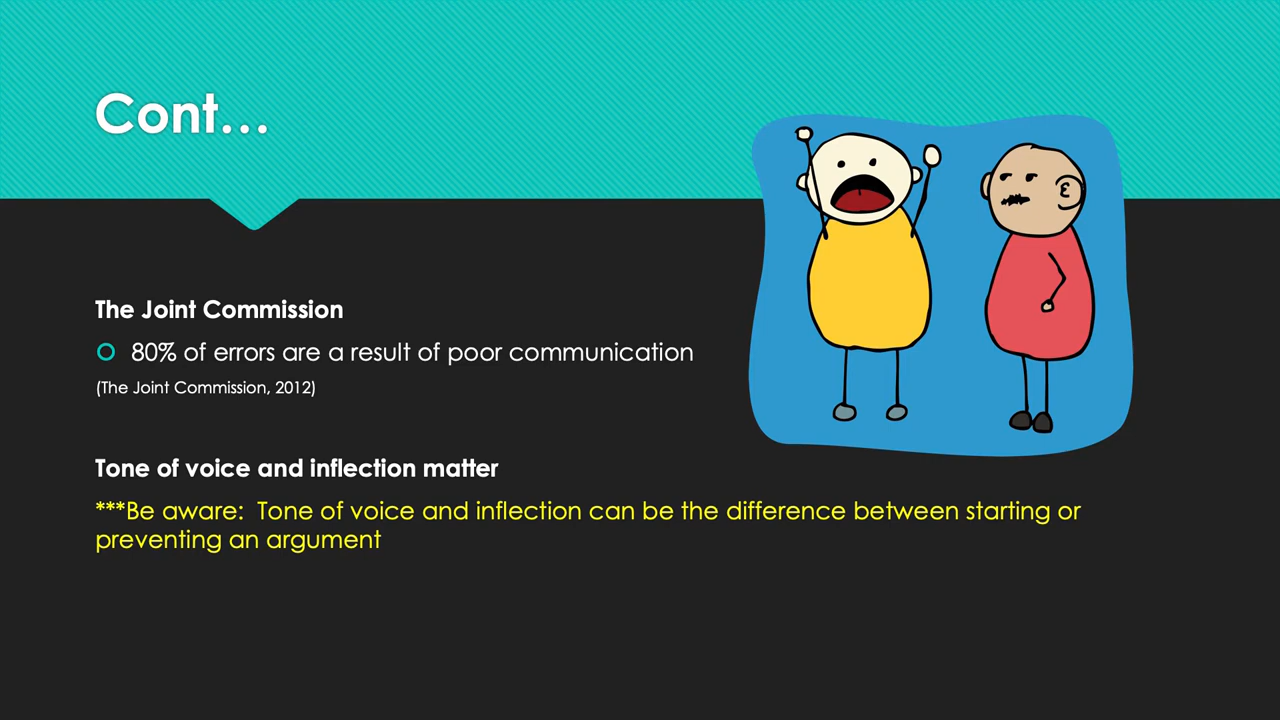 Cont…
The Joint Commission
80% of errors are a result of poor communication
(The Joint Commission, 2012)
Tone of voice and inflection matter
***Be aware:  Tone of voice and inflection can be the difference between starting or
preventing an argument